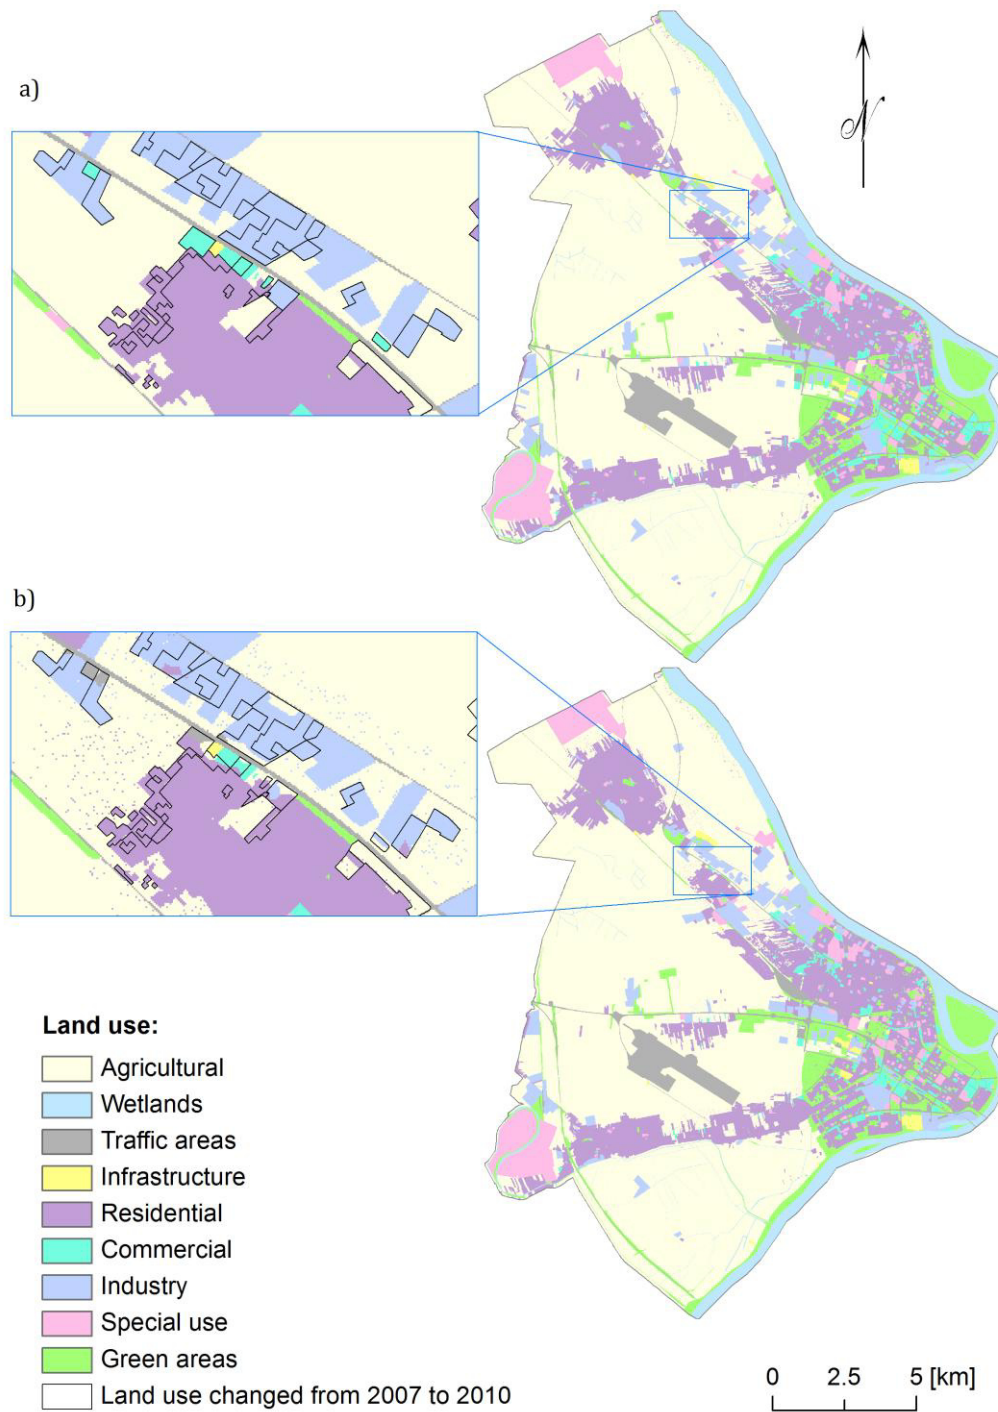 a)
N
b)
Land use:
Agricultural
Wetlands
Traffic areas
Infrastructure
Residential
Commercial
Industry
Special use
Green areas
Land use changed from 2007 to 2010
0 2.5 5 [km]